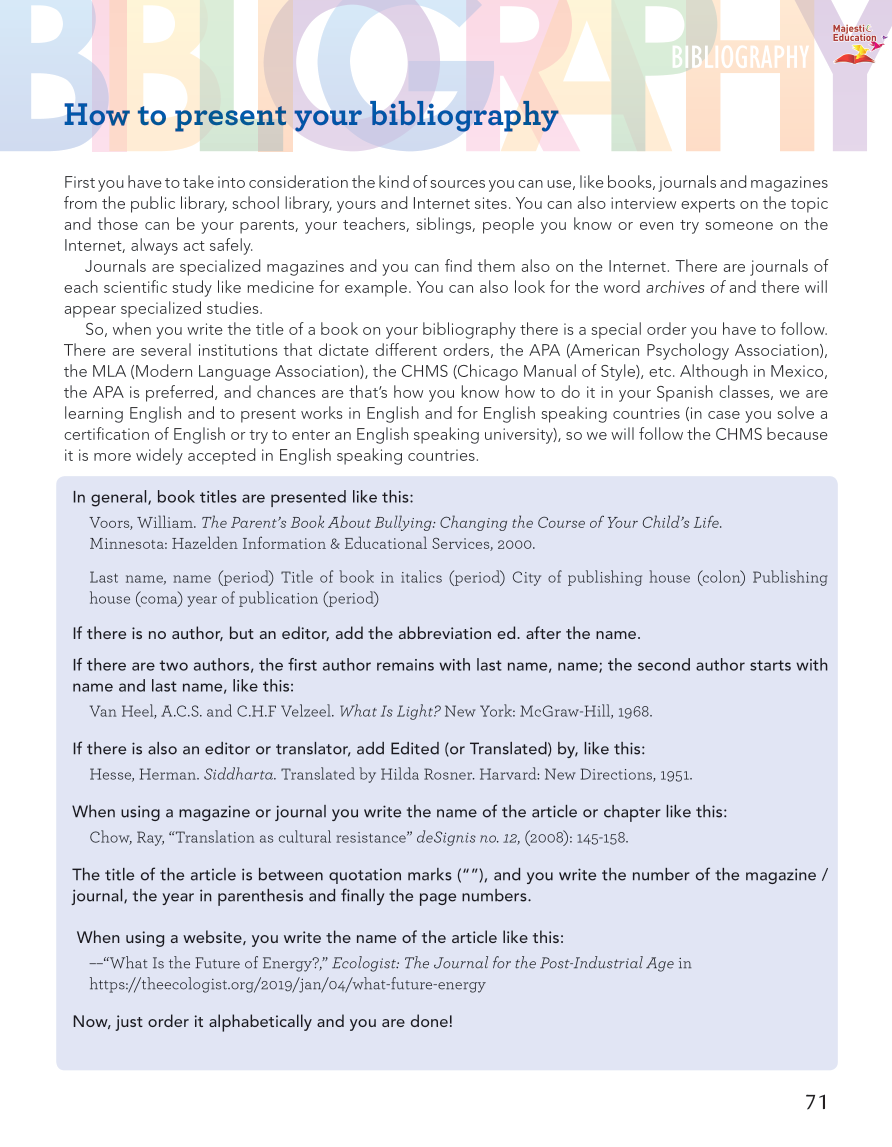 BIBLIOGRAPHY
BIBLIOGRAPHY
Majestic
Education
How to present your bibliography
First you have to take into consideration the kind of sources you can use, like books, journals and magazines
from the public library, school library, yours and Internet sites. You can also interview experts on the topic
and those can be your parents, your teachers, siblings, people you know or even try someone on the
Internet, always act safely.
Journals are specialized magazines and you can find them also on the Internet. There are journals of
each scientific study like medicine for example. You can also look for the word archives of and there will
appear specialized studies.
So, when you write the title of a book on your bibliography there is a special order you have to follow.
There are several institutions that dictate different orders, the APA (American Psychology Association),
the MLA (Modern Language Association), the CHMS (Chicago Manual of Style), etc. Although in Mexico,
the APA is preferred, and chances are that's how you know how to do it in your Spanish classes, we are
learning English and to present works in English and for English speaking countries (in case you solve a
certification of English or try to enter an English speaking university), so we will follow the CHMS because
it is more widely accepted in English speaking countries.
In general, book titles are presented like this:
Voors, William. The Parent's Book About Bullying: Changing the Course of Your Child's Life.
Minnesota: Hazelden Information & Educational Services, 2000.
Last name, name (period) Title of book in italics (period) City of publishing house (colon) Publishing
house (coma) year of publication (period)
If there is no author, but an editor, add the abbreviation ed. after the name.
If there are two authors, the first author remains with last name, name; the second author starts with
name and last name, like this:
Van Heel, A.C.S. and C.H.F Velzeel. What Is Light? New York: McGraw-Hill, 1968.
If there is also an editor or translator, add Edited (or Translated) by, like this:
Hesse, Herman. Siddharta. Translated by Hilda Rosner. Harvard: New Directions, 1951.
When using a magazine or journal you write the name of the article or chapter like this:
Chow, Ray, “Translation as cultural resistance” deSignis no. 12, (2008): 145-158.
The title of the article is between quotation marks (“”), and you write the number of the magazine /
journal, the year in parenthesis and finally the page numbers.
When using a website, you write the name of the article like this:
––“What Is the Future of Energy?,” Ecologist: The Journal for the Post-Industrial Age in
https://theecologist.org/2019/jan/04/what-future-energy
Now, just order it alphabetically and you are done!
71